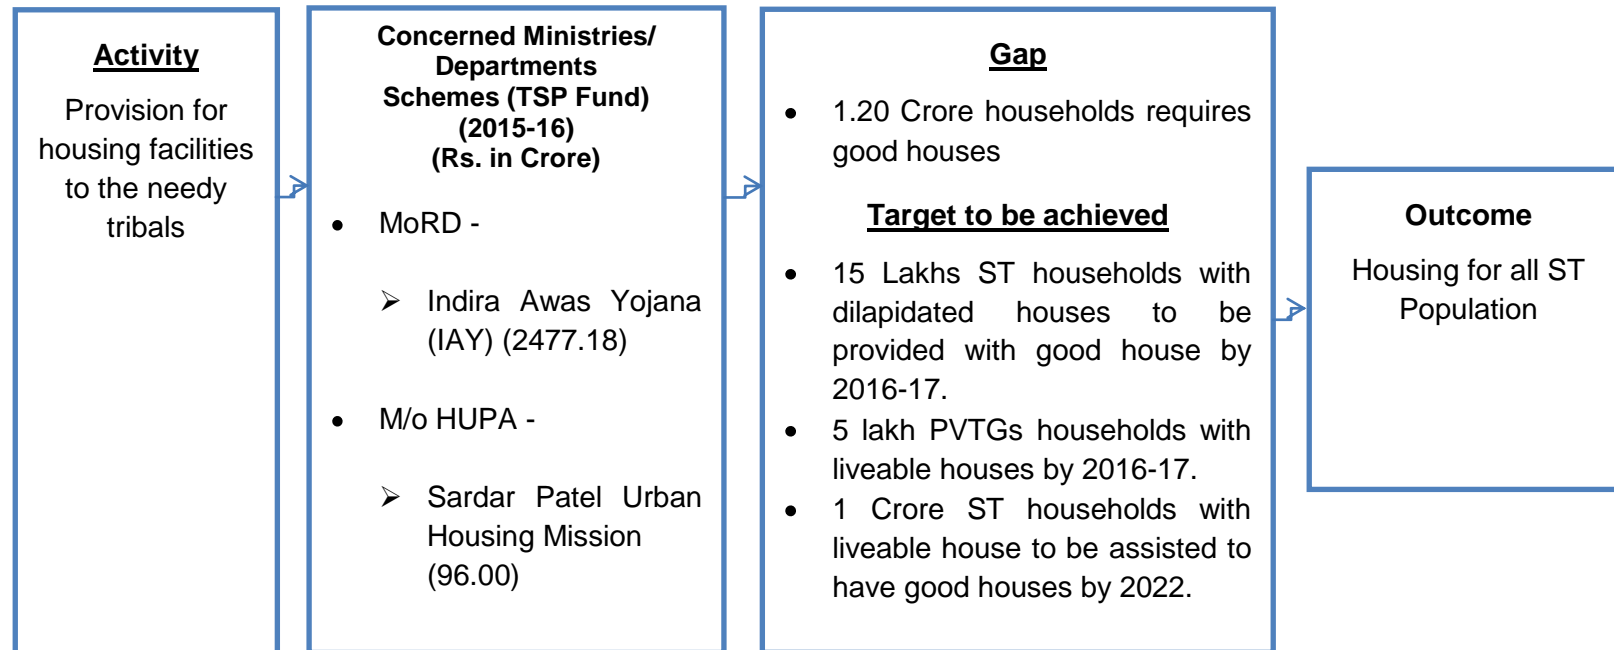 Activity
Provision for
housing facilities
to the needy
tribals
Concerned Ministries/
Departments
Schemes (TSP Fund)
(2015-16)
(Rs. in Crore)
• MoRD -
➢ Indira Awas Yojana
(IAY) (2477.18)
• M/o HUPA -
➢ Sardar Patel Urban
Housing Mission
(96.00)
Gap
• 1.20 Crore households requires
good houses
Target to be achieved
• 15 Lakhs ST households with
dilapidated houses to be
provided with good house by
2016-17.
• 5 lakh PVTGs households with
liveable houses by 2016-17.
• 1 Crore ST households with
liveable house to be assisted to
have good houses by 2022.
Outcome
Housing for all ST
Population